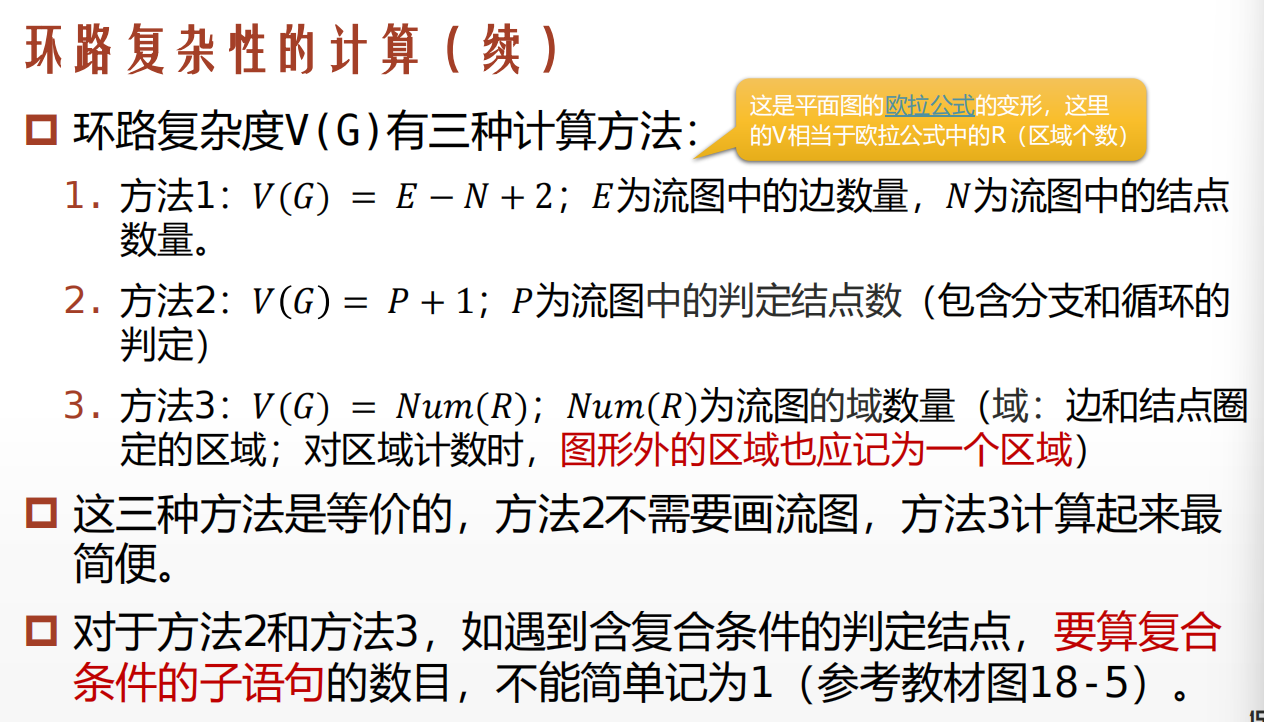 环路复杂性的计算（续）
这是平面图的欧拉公式的变形，这里
的V相当于欧拉公式中的R（区域个数）
环路复杂度V(G)有三种计算方法：
1. 方法1：V(G) = E − N + 2；E为流图中的边数量，N为流图中的结点
数量。
2. 方法2：V(G) = P + 1；P为流图中的判定结点数（包含分支和循环的
判定）
3. 方法3：V(G) = Num(R)；Num(R)为流图的域数量（域：边和结点圈
定的区域；对区域计数时，图形外的区域也应记为一个区域）
这三种方法是等价的，方法2不需要画流图，方法3计算起来最
简便。
对于方法2和方法3，如遇到含复合条件的判定结点，要算复合
条件的子语句的数目，不能简单记为1（参考教材图18-5）。